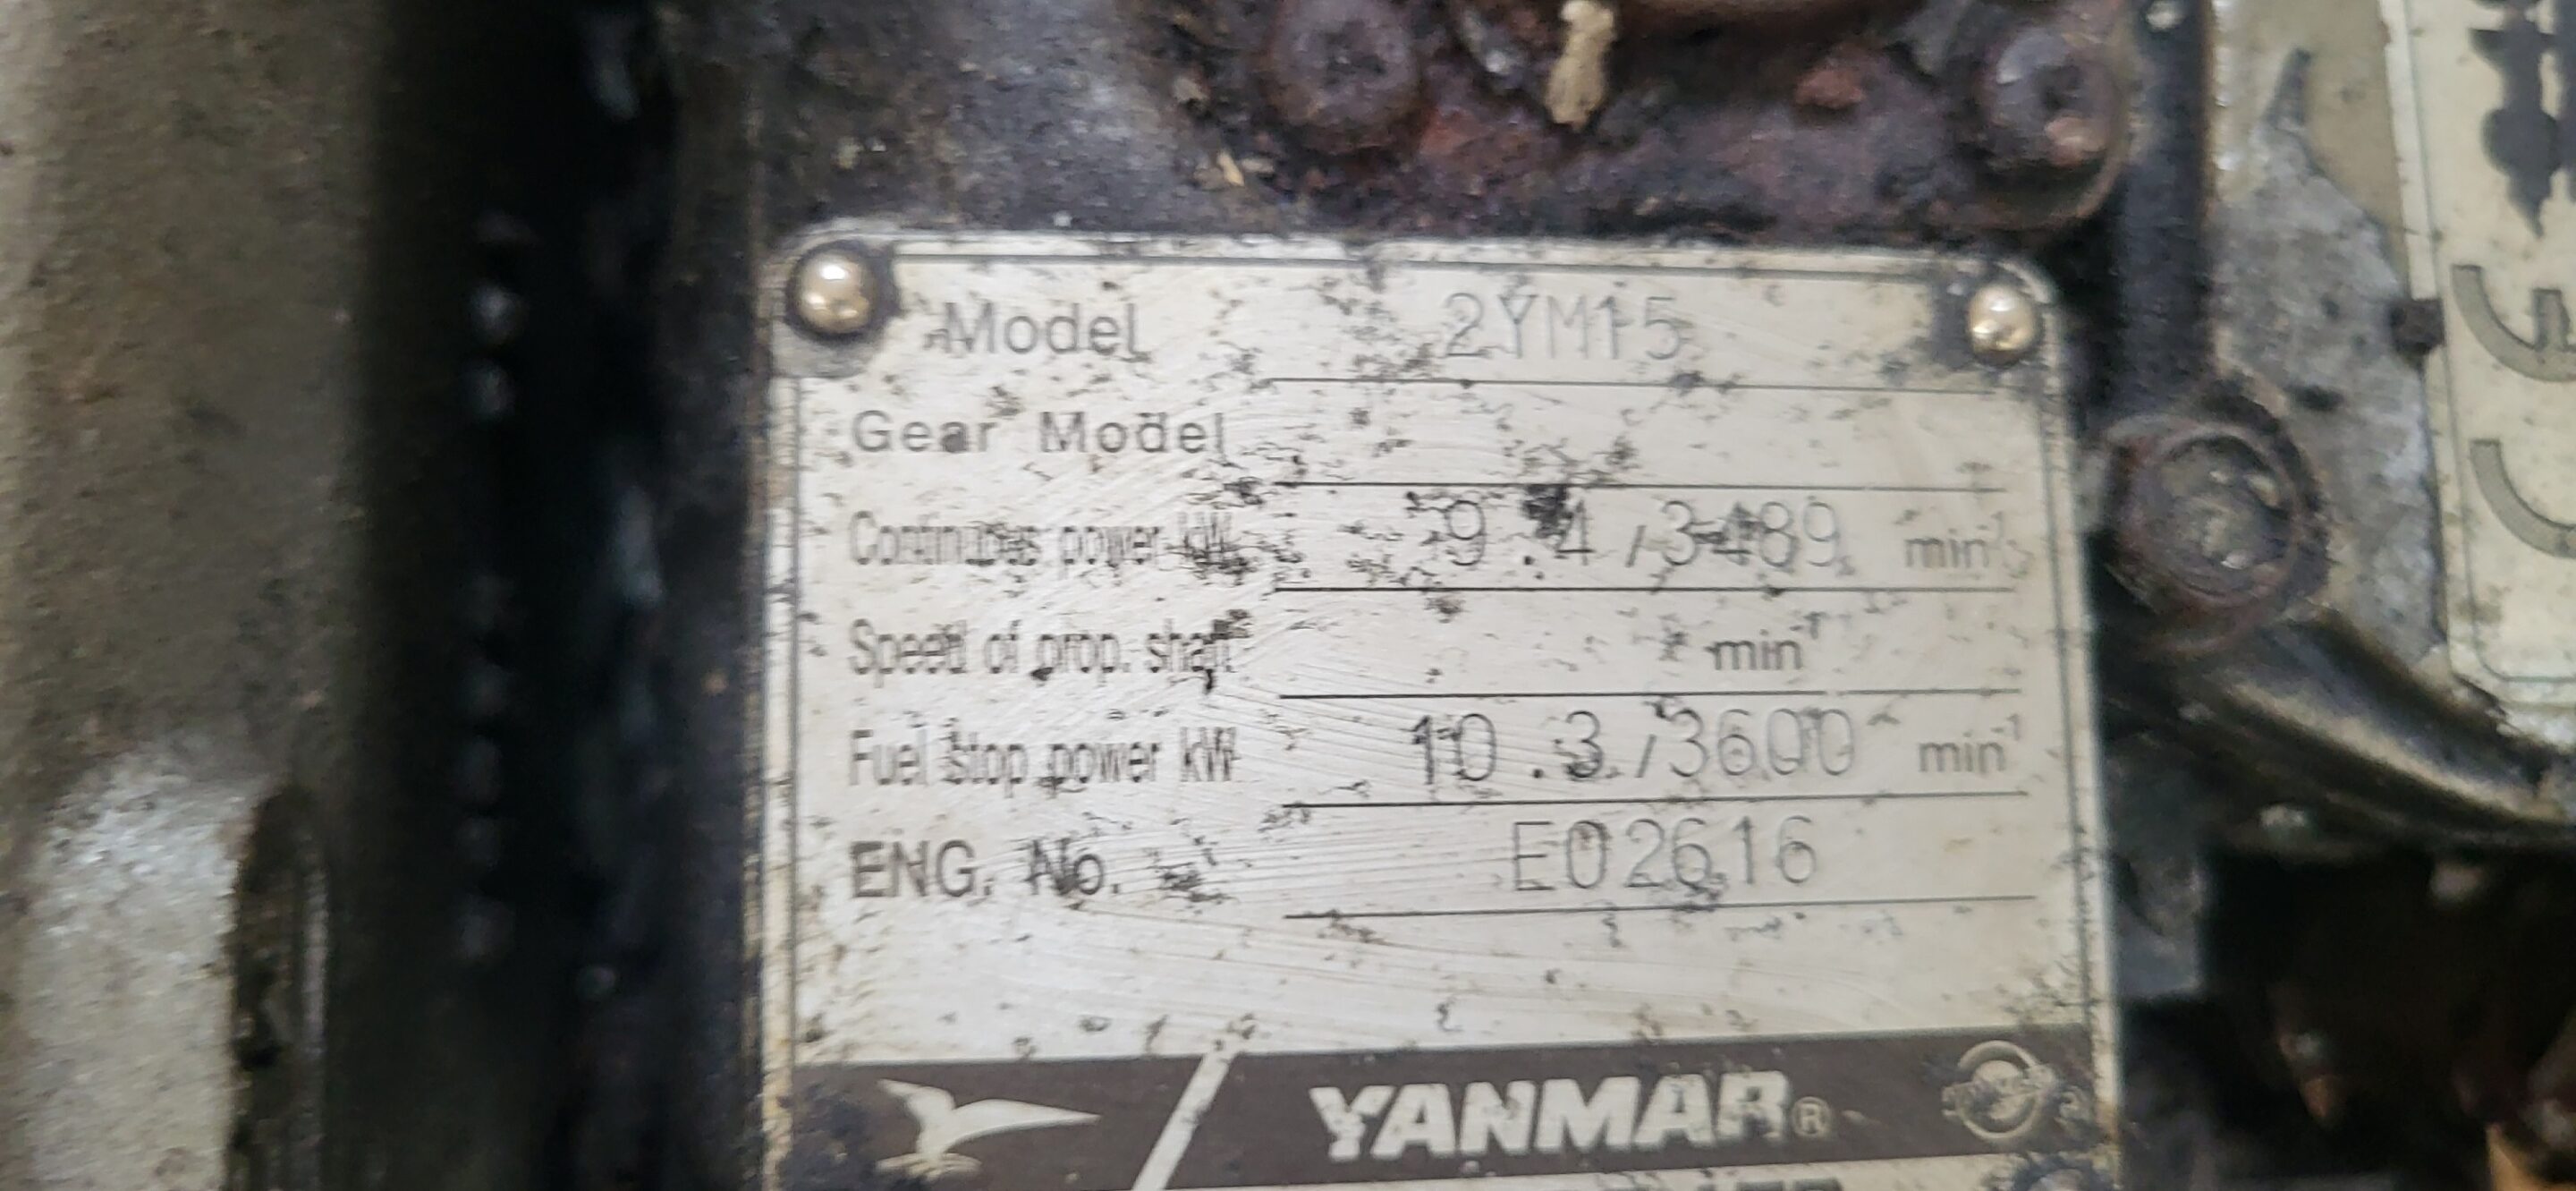 Model 2YM15
Gear Model
Continuous power kW 9.4/3489 min-1
Speed of prop. shaft min-1
Fuel stop power kW 10.3/3600 min-1
ENG. No. E02616
YANMAR®
CE